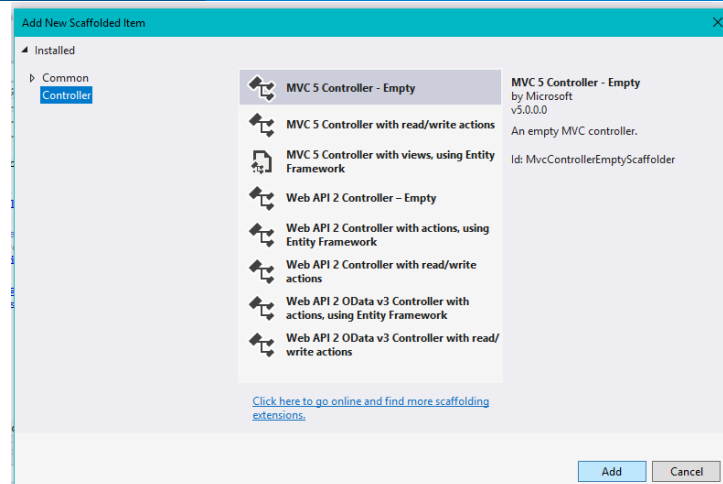 Add New Scaffolded Item
Installed
Common
Controller
MVC 5 Controller - Empty
MVC 5 Controller with read/write actions
MVC 5 Controller with views, using Entity
Framework
Web API 2 Controller – Empty
Web API 2 Controller with actions, using
Entity Framework
Web API 2 Controller with read/write
actions
Web API 2 OData v3 Controller with
actions, using Entity Framework
Web API 2 OData v3 Controller with read/
write actions
Click here to go online and find more scaffolding
extensions.
MVC 5 Controller - Empty
by Microsoft
v5.0.0.0
An empty MVC controller.
Id: MvcControllerEmptyScaffolder
Add
Cancel